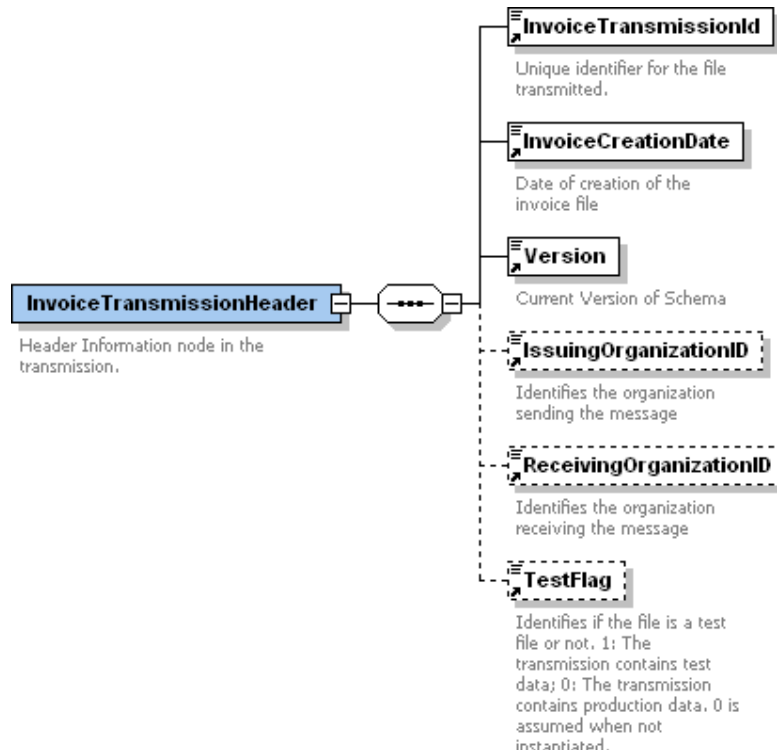 InvoiceTransmissionId
Unique identifier for the file
transmitted.
InvoiceCreationDate
Date of creation of the
invoice file
Version
Current Version of Schema
InvoiceTransmissionHeader
Header Information node in the
transmission.
IssuingOrganizationID
Identifies the organization
sending the message
ReceivingOrganizationID
Identifies the organization
receiving the message
TestFlag
Identifies if the file is a test
file or not. 1: The
transmission contains test
data; 0: The transmission
contains production data. 0 is
assumed when not
instantiated.